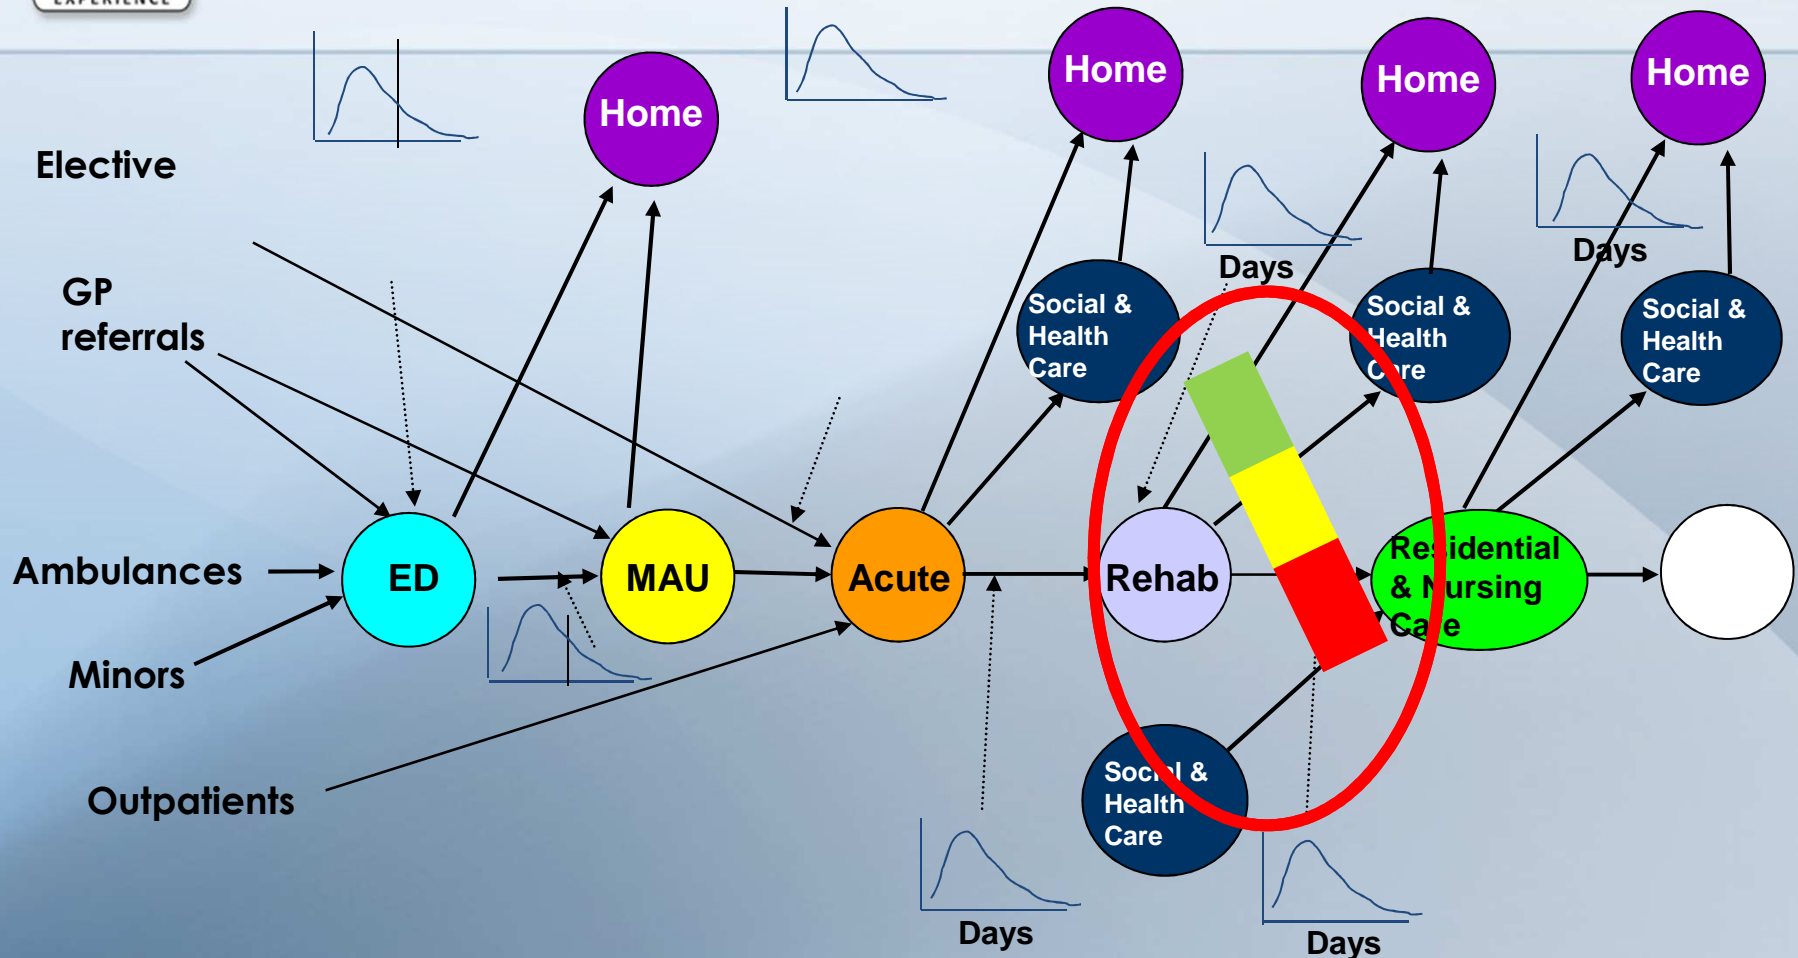 EXPERIENCE
Home
Home
Home
Home
Elective
Days
Days
GP
referrals
Social &
Health
Care
Social &
Health
Care
Social &
Health
Care
Ambulances
ED
MAU
Acute
Rehab
Residential
& Nursing
Care
Minors
Social &
Health
Care
Outpatients
Days
Days